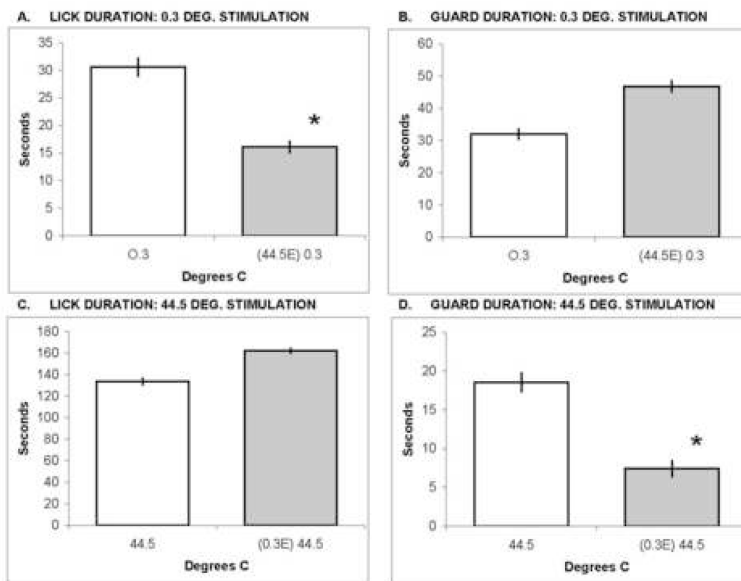 A. LICK DURATION: 0.3 DEG. STIMULATION
35
30
25
20
15
10
5
0
Seconds
*
O.3 (44.5E) 0.3
Degrees C
B. GUARD DURATION: 0.3 DEG. STIMULATION
60
50
40
30
20
10
0
Seconds
O.3 (44.5E) 0.3
Degrees C
C. LICK DURATION: 44.5 DEG. STIMULATION
180
160
140
120
100
80
60
40
20
0
Seconds
44.5 (0.3E) 44.5
Degrees C
D. GUARD DURATION: 44.5 DEG. STIMULATION
25
20
15
10
5
0
Seconds
*
44.5 (0.3E) 44.5
Degrees C